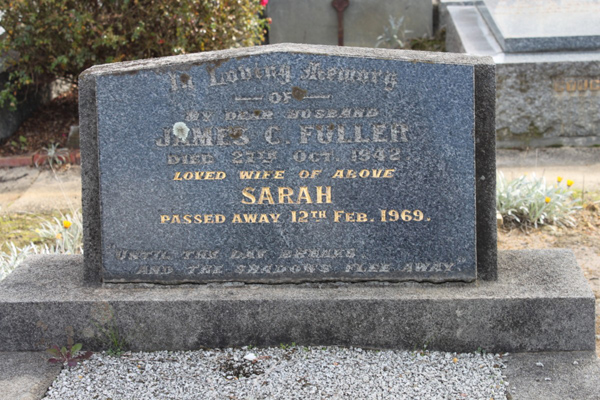 In Loving Memory
— OF —
MY DEAR HUSBAND
JAMES C. FULLER
DIED 27TH OCT. 1942
LOVED WIFE OF ABOVE
SARAH
PASSED AWAY 12TH FEB. 1969.
"UNTIL THY DAY BREAKS
AND THE SHADOWS FLEE AWAY"